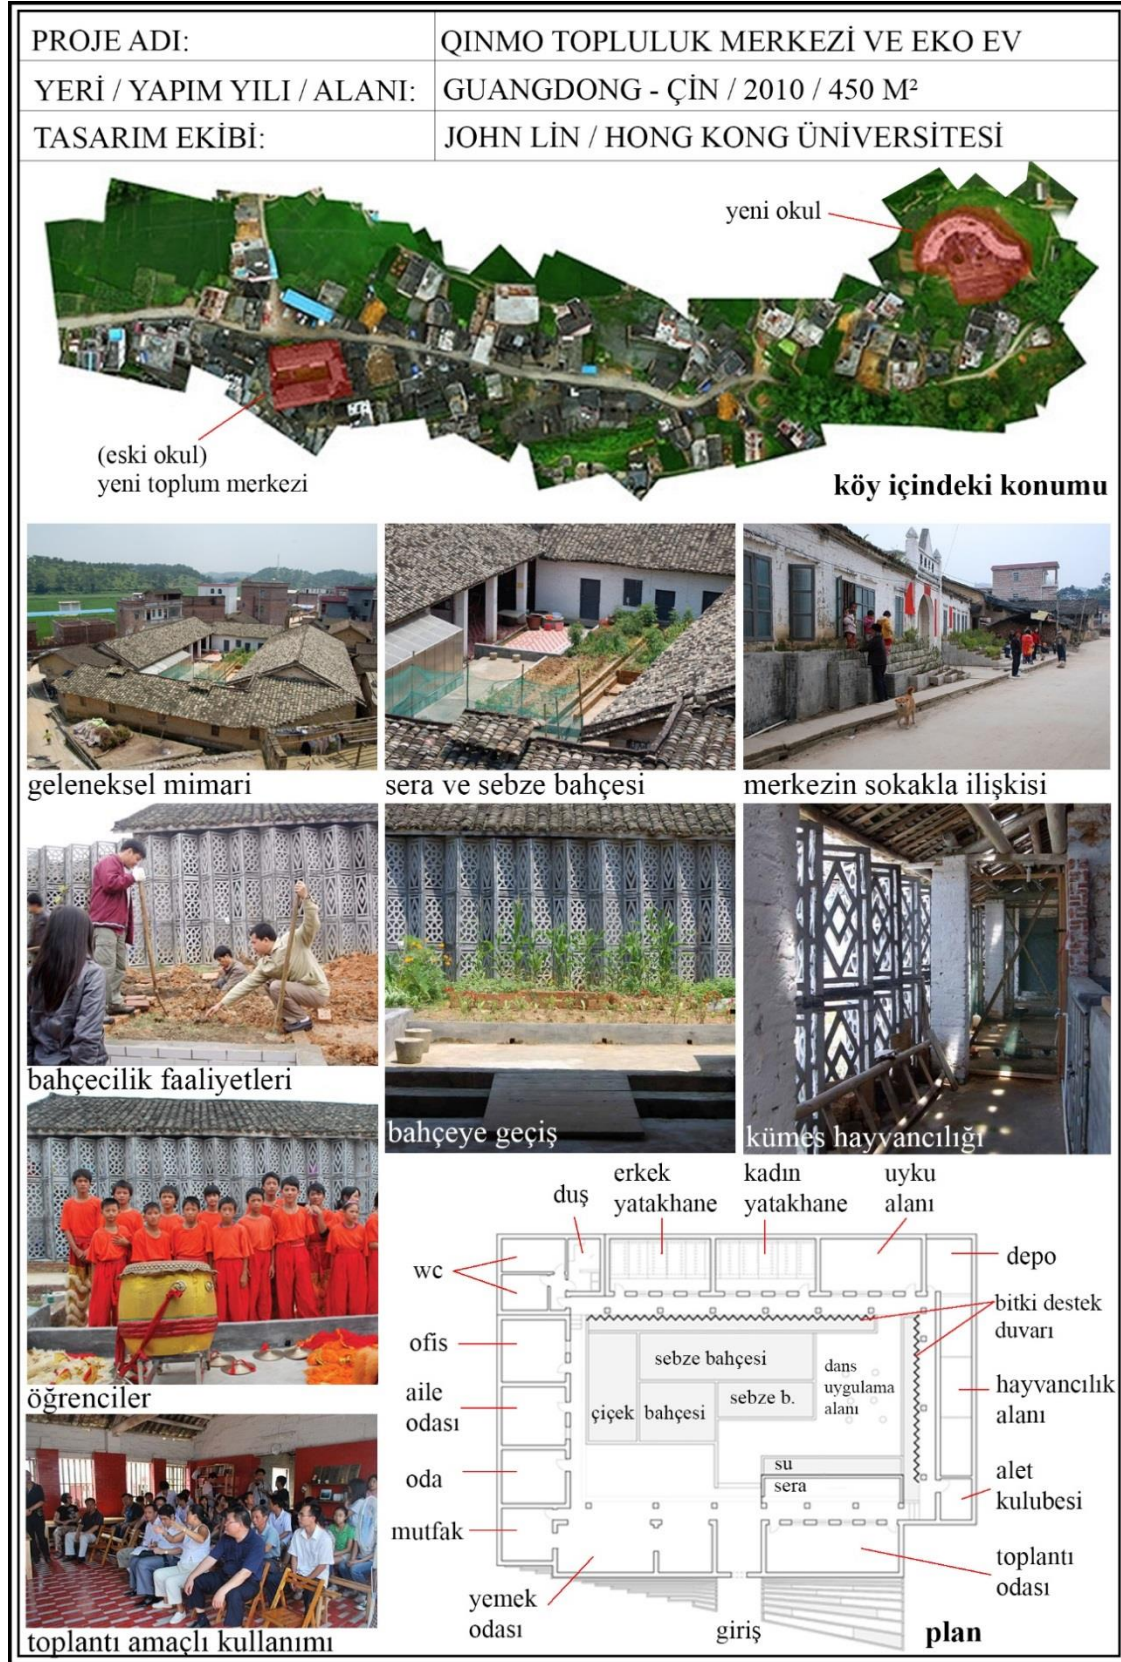 PROJE ADI:
QINMO TOPLULUK MERKEZİ VE EKO EV
YERİ / YAPIM YILI / ALANI:
GUANGDONG - ÇİN / 2010 / 450 M²
TASARIM EKİBİ:
JOHN LİN / HONG KONG ÜNİVERSİTESİ
yeni okul
(eski okul)
yeni toplum merkezi
köy içindeki konumu
geleneksel mimari
sera ve sebze bahçesi
merkezin sokakla ilişkisi
bahçecilik faaliyetleri
bahçeye geçiş
kümes hayvancılığı
öğrenciler
toplantı amaçlı kullanımı
duş
erkek
yatakhane
kadın
yatakhane
uyku
alanı
wc
depo
bitki destek
duvarı
ofis
sebze bahçesi
dans
uygulama
alanı
aile
odası
çiçek
bahçesi
sebze b.
hayvancılık
alanı
oda
su
sera
alet
kulubesi
mutfak
toplantı
odası
yemek
odası
giriş
plan